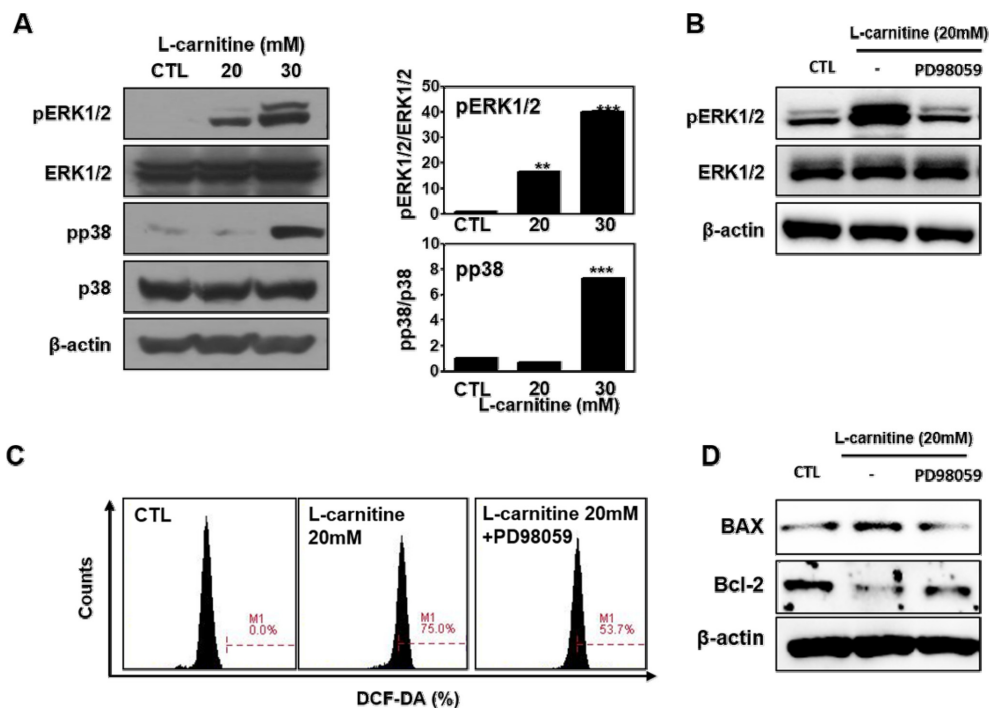 A
L-carnitine (mM)
CTL 20 30
pERK1/2
ERK1/2
pp38
p38
β-actin
pERK1/2/ERK1/2
50
40
30
20
10
0
pERK1/2
**
***
CTL 20 30
pp38/p38
10
8
6
4
2
0
pp38
***
CTL 20 30
L-carnitine (mM)
B
L-carnitine (20mM)
CTL - PD98059
pERK1/2
ERK1/2
β-actin
C
Counts
CTL
M1
0.0%
L-carnitine
20mM
M1
75.0%
L-carnitine 20mM
+PD98059
M1
53.7%
DCF-DA (%)
D
L-carnitine (20mM)
CTL - PD98059
BAX
Bcl-2
β-actin